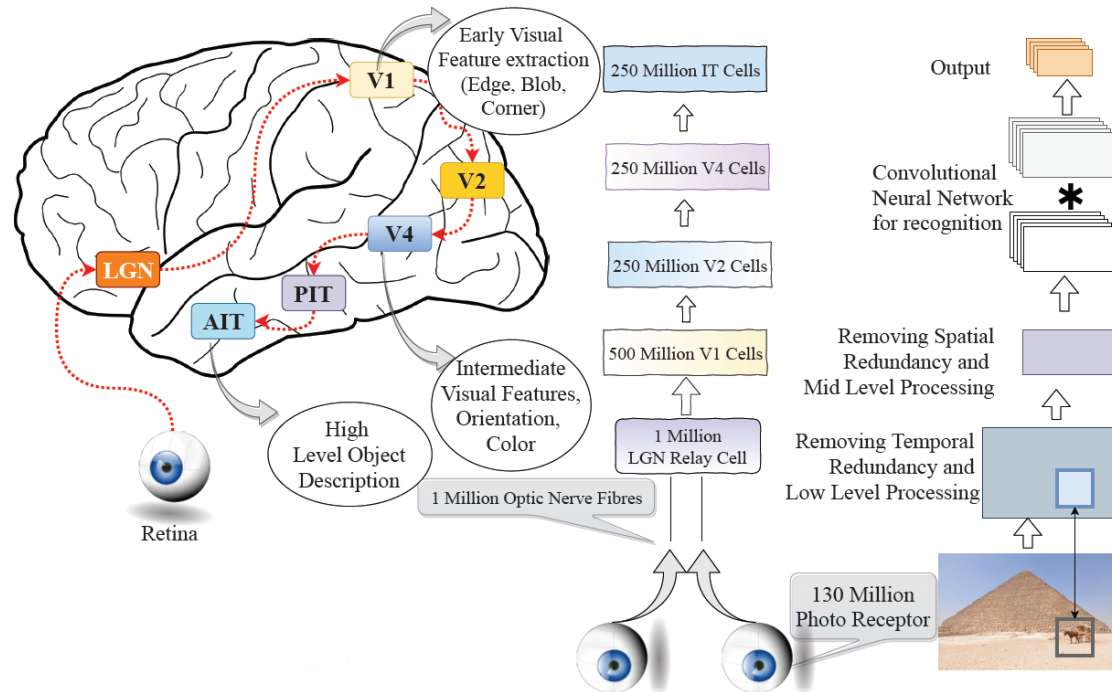 Early Visual
Feature extraction
(Edge, Blob,
Corner)
V1
V2
V4
LGN
PIT
AIT
Intermediate
Visual Features,
Orientation,
Color
High
Level Object
Description
Retina
250 Million IT Cells
250 Million V4 Cells
250 Million V2 Cells
500 Million V1 Cells
1 Million
LGN Relay Cell
1 Million Optic Nerve Fibres
130 Million
Photo Receptor
Output
Convolutional
Neural Network
for recognition
*
Removing Spatial
Redundancy and
Mid Level Processing
Removing Temporal
Redundancy and
Low Level Processing